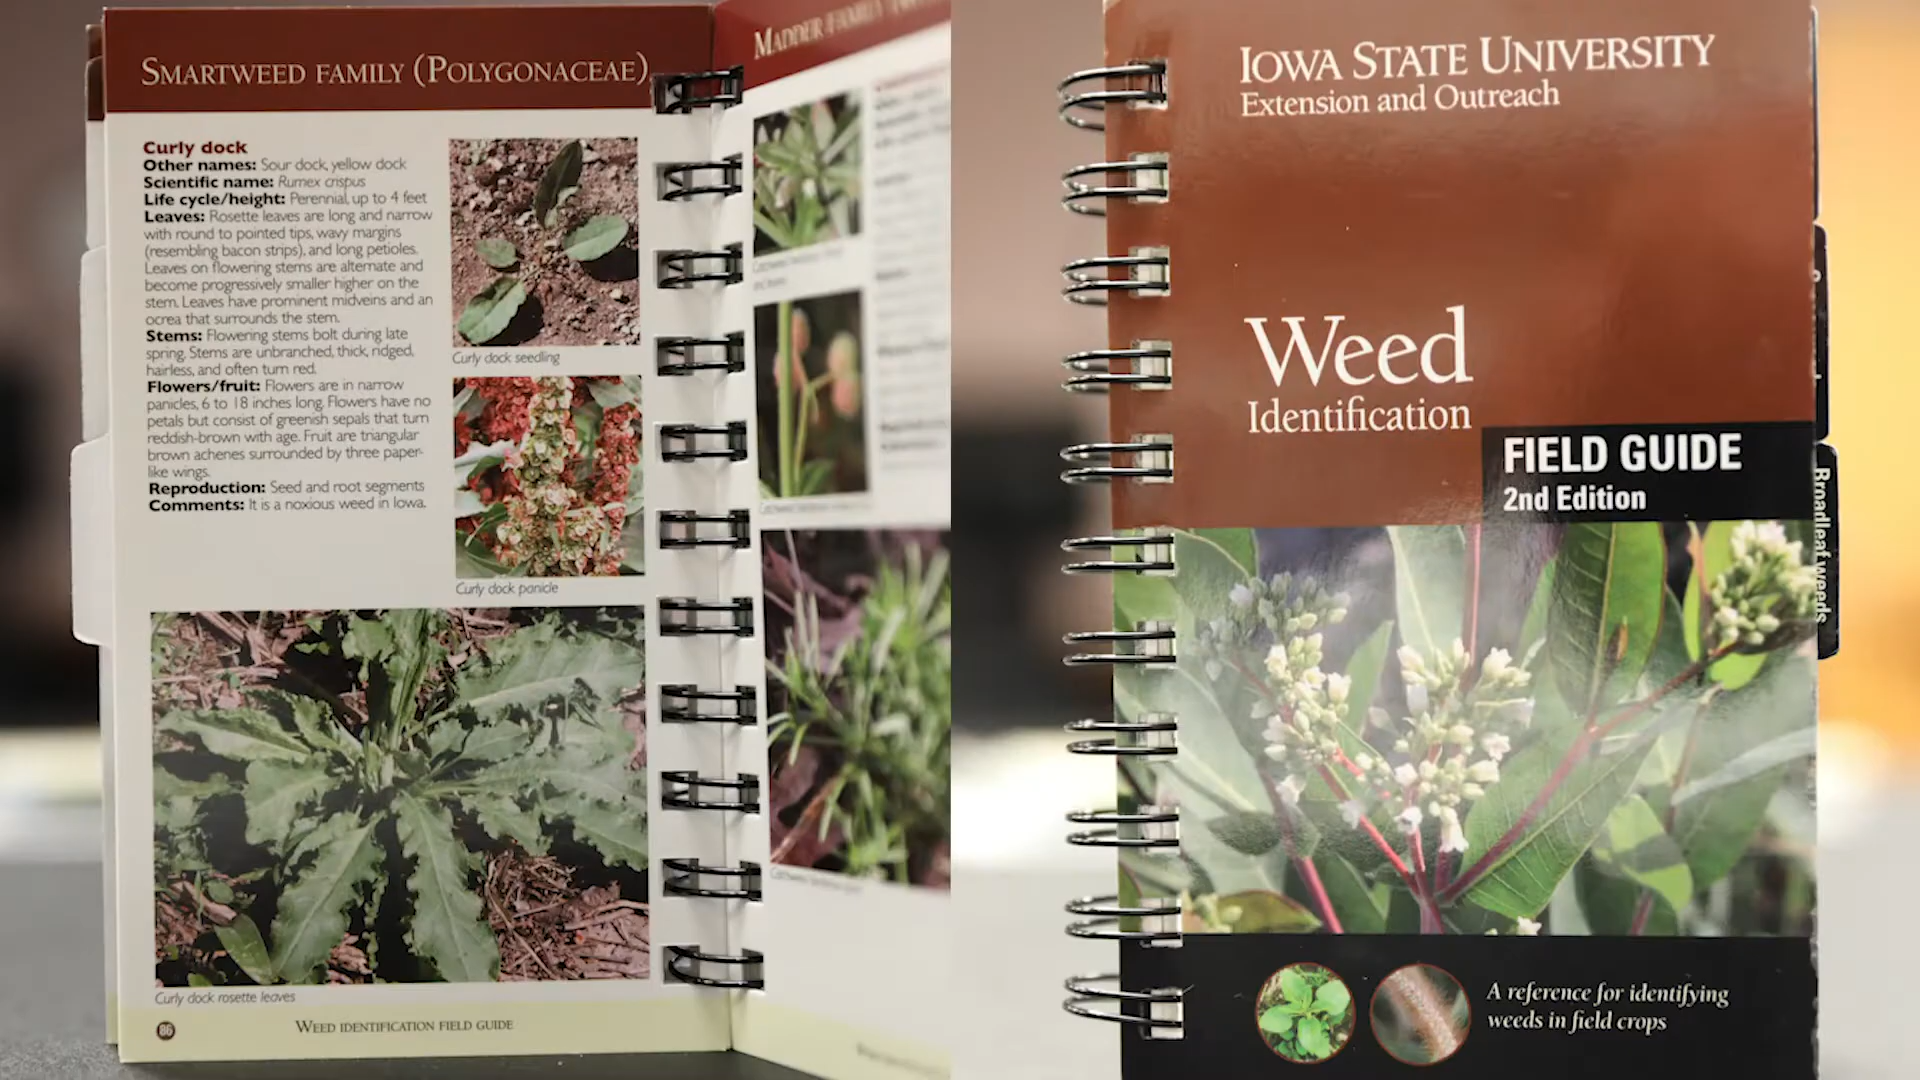 SMARTWEED FAMILY (POLYGONACEAE)
Curly dock
Other names: Sour dock, yellow dock
Scientific name: Rumex crispus
Life cycle/height: Perennial, up to 4 feet
Leaves: Rosette leaves are long and narrow
with round to pointed tips, wavy margins
(resembling bacon strips), and long petioles.
Leaves on flowering stems are alternate and
become progressively smaller higher on the
stem. Leaves have prominent midveins and an
ocrea that surrounds the stem.
Stems: Flowering stems bolt during late
spring. Stems are unbranched, thick, ridged,
hairless, and often turn red.
Flowers/fruit: Flowers are in narrow
panicles, 6 to 18 inches long. Flowers have no
petals but consist of greenish sepals that turn
reddish-brown with age. Fruit are triangular
brown achenes surrounded by three paper-
like wings.
Reproduction: Seed and root segments
Comments: It is a noxious weed in Iowa.
Curly dock seedling
Curly dock panicle
Curly dock rosette leaves
86
WEED IDENTIFICATION FIELD GUIDE
MADDER FAMILY
IOWA STATE UNIVERSITY
Extension and Outreach
Weed
Identification
FIELD GUIDE
2nd Edition
Broadleaf weeds
A reference for identifying
weeds in field crops